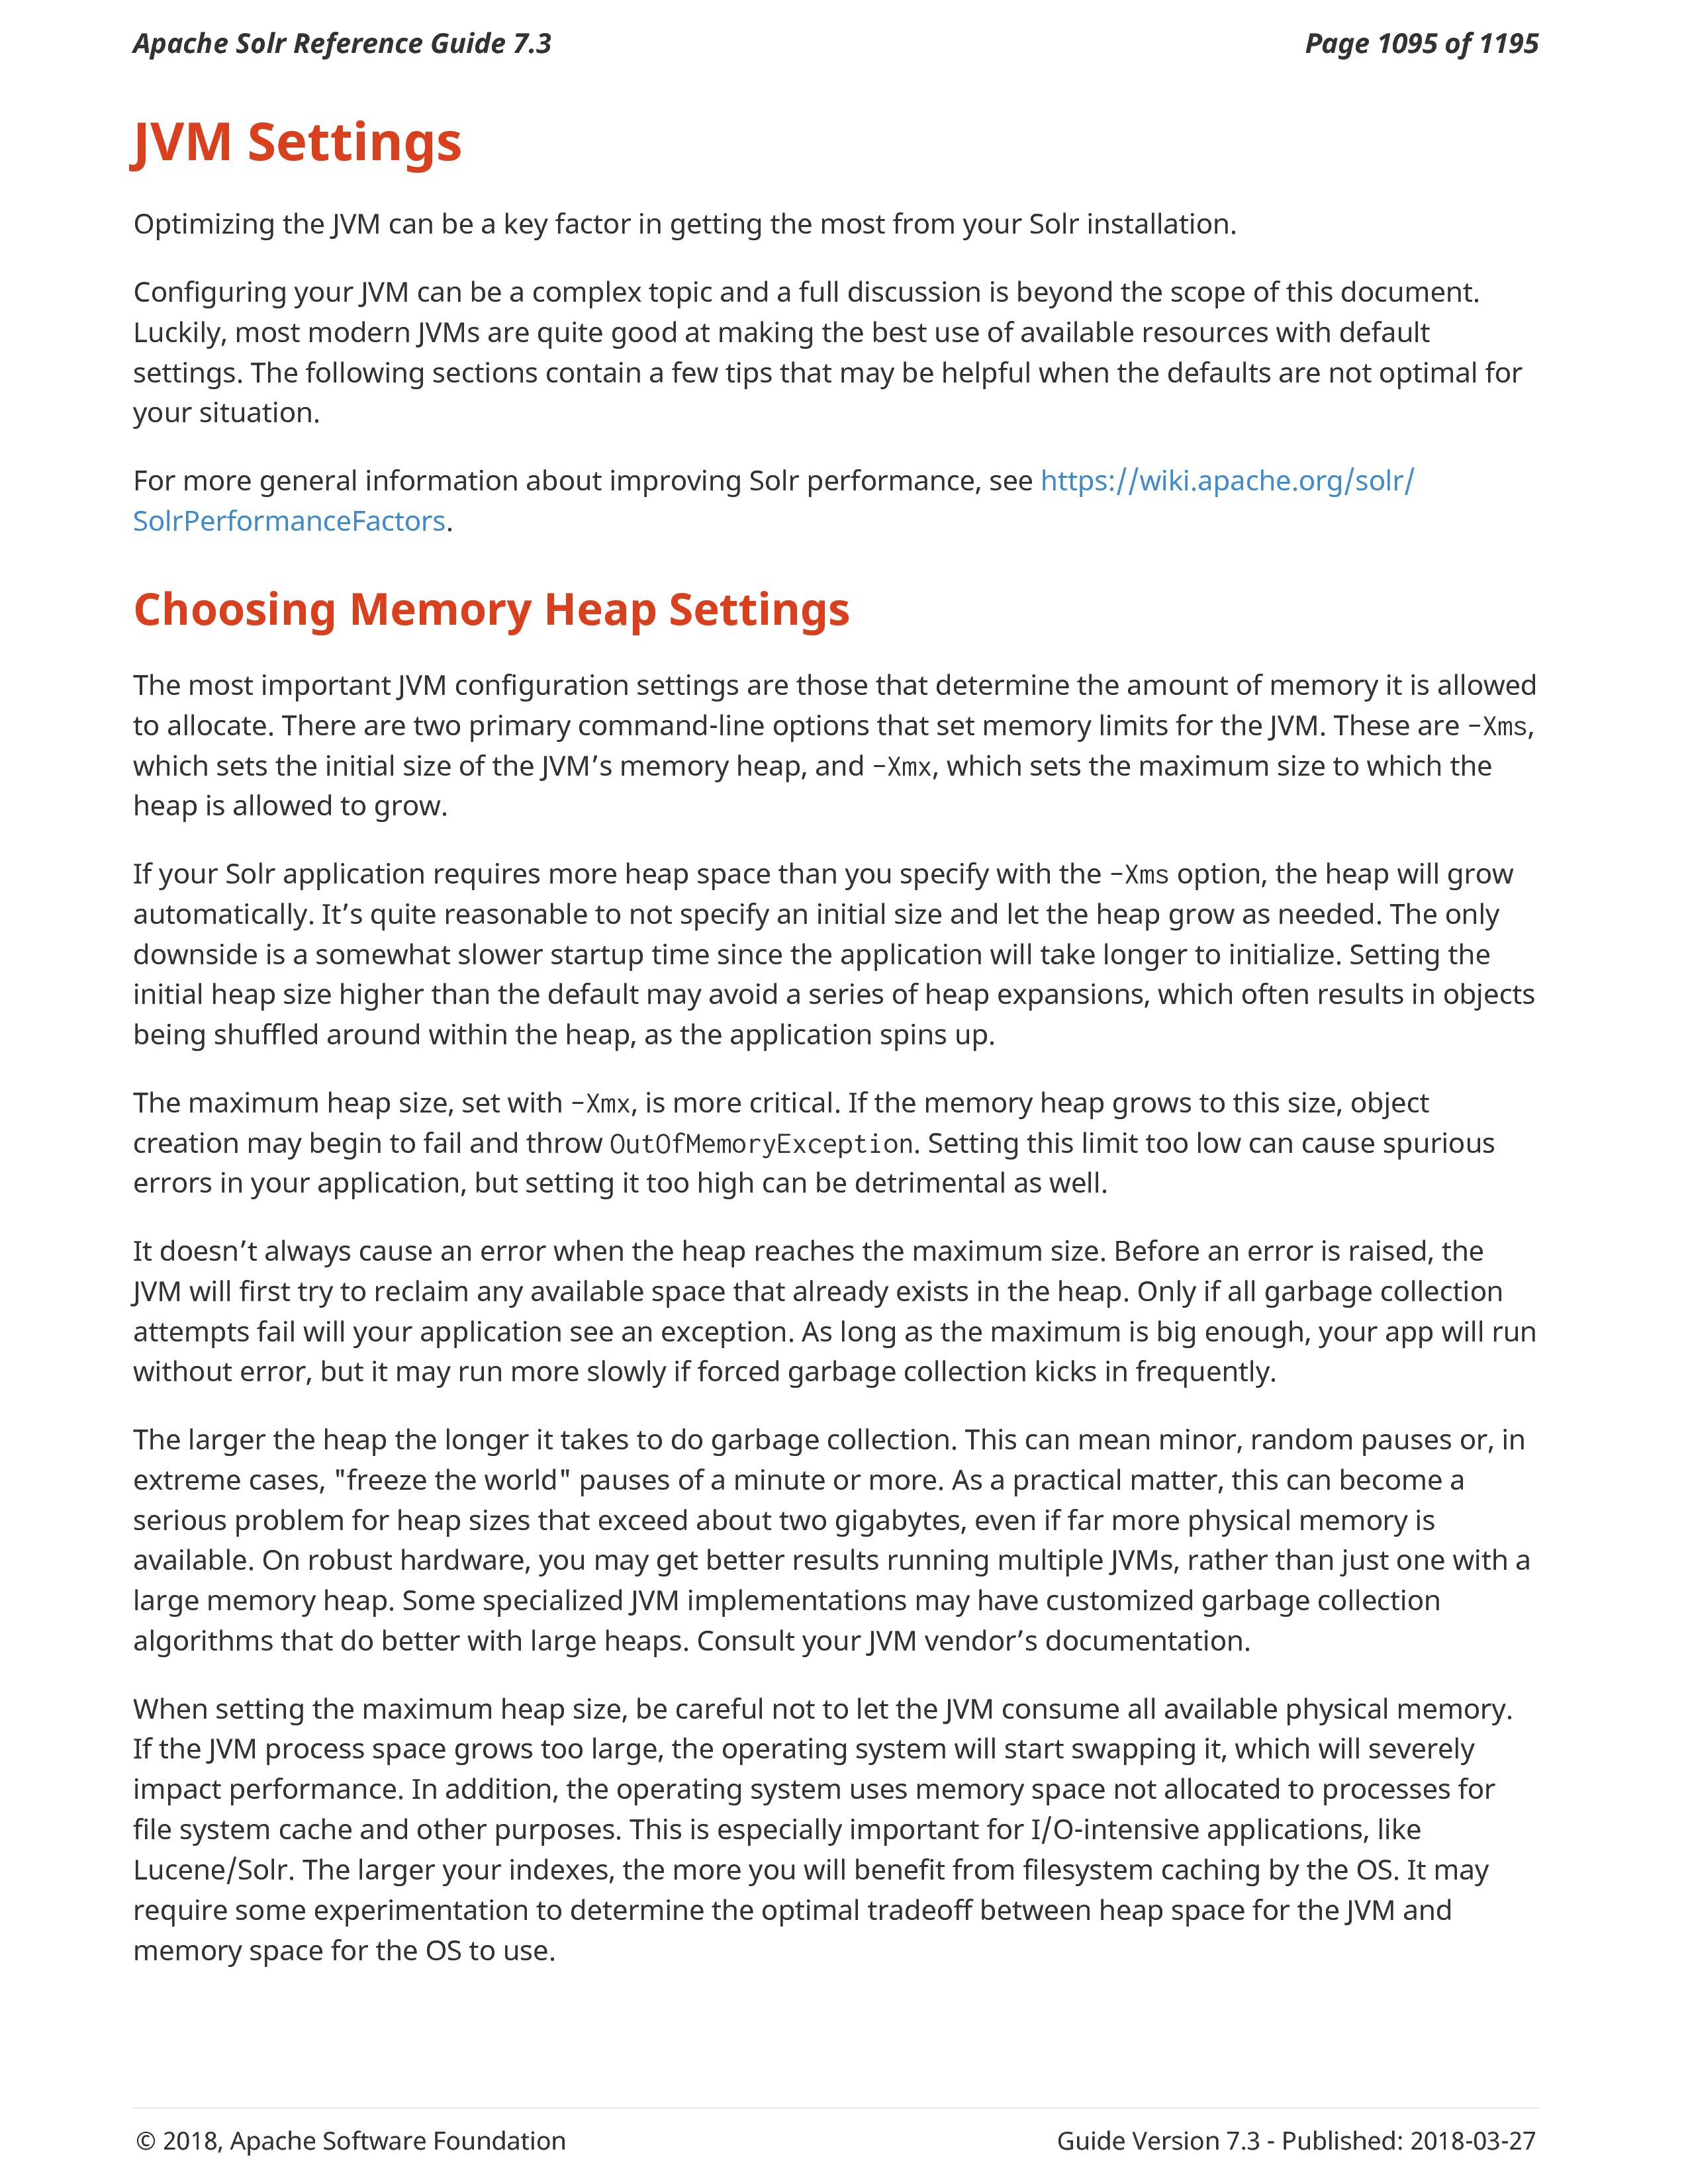 Apache Solr Reference Guide 7.3
Page 1095 of 1195
JVM Settings
Optimizing the JVM can be a key factor in getting the most from your Solr installation.
Configuring your JVM can be a complex topic and a full discussion is beyond the scope of this document.
Luckily, most modern JVMs are quite good at making the best use of available resources with default
settings. The following sections contain a few tips that may be helpful when the defaults are not optimal for
your situation.
For more general information about improving Solr performance, see https://wiki.apache.org/solr/
SolrPerformanceFactors.
Choosing Memory Heap Settings
The most important JVM configuration settings are those that determine the amount of memory it is allowed
to allocate. There are two primary command-line options that set memory limits for the JVM. These are -Xms,
which sets the initial size of the JVM’s memory heap, and -Xmx, which sets the maximum size to which the
heap is allowed to grow.
If your Solr application requires more heap space than you specify with the -Xms option, the heap will grow
automatically. It’s quite reasonable to not specify an initial size and let the heap grow as needed. The only
downside is a somewhat slower startup time since the application will take longer to initialize. Setting the
initial heap size higher than the default may avoid a series of heap expansions, which often results in objects
being shuffled around within the heap, as the application spins up.
The maximum heap size, set with -Xmx, is more critical. If the memory heap grows to this size, object
creation may begin to fail and throw OutOfMemoryException. Setting this limit too low can cause spurious
errors in your application, but setting it too high can be detrimental as well.
It doesn’t always cause an error when the heap reaches the maximum size. Before an error is raised, the
JVM will first try to reclaim any available space that already exists in the heap. Only if all garbage collection
attempts fail will your application see an exception. As long as the maximum is big enough, your app will run
without error, but it may run more slowly if forced garbage collection kicks in frequently.
The larger the heap the longer it takes to do garbage collection. This can mean minor, random pauses or, in
extreme cases, "freeze the world" pauses of a minute or more. As a practical matter, this can become a
serious problem for heap sizes that exceed about two gigabytes, even if far more physical memory is
available. On robust hardware, you may get better results running multiple JVMs, rather than just one with a
large memory heap. Some specialized JVM implementations may have customized garbage collection
algorithms that do better with large heaps. Consult your JVM vendor’s documentation.
When setting the maximum heap size, be careful not to let the JVM consume all available physical memory.
If the JVM process space grows too large, the operating system will start swapping it, which will severely
impact performance. In addition, the operating system uses memory space not allocated to processes for
file system cache and other purposes. This is especially important for I/O-intensive applications, like
Lucene/Solr. The larger your indexes, the more you will benefit from filesystem caching by the OS. It may
require some experimentation to determine the optimal tradeoff between heap space for the JVM and
memory space for the OS to use.
© 2018, Apache Software Foundation
Guide Version 7.3 - Published: 2018-03-27